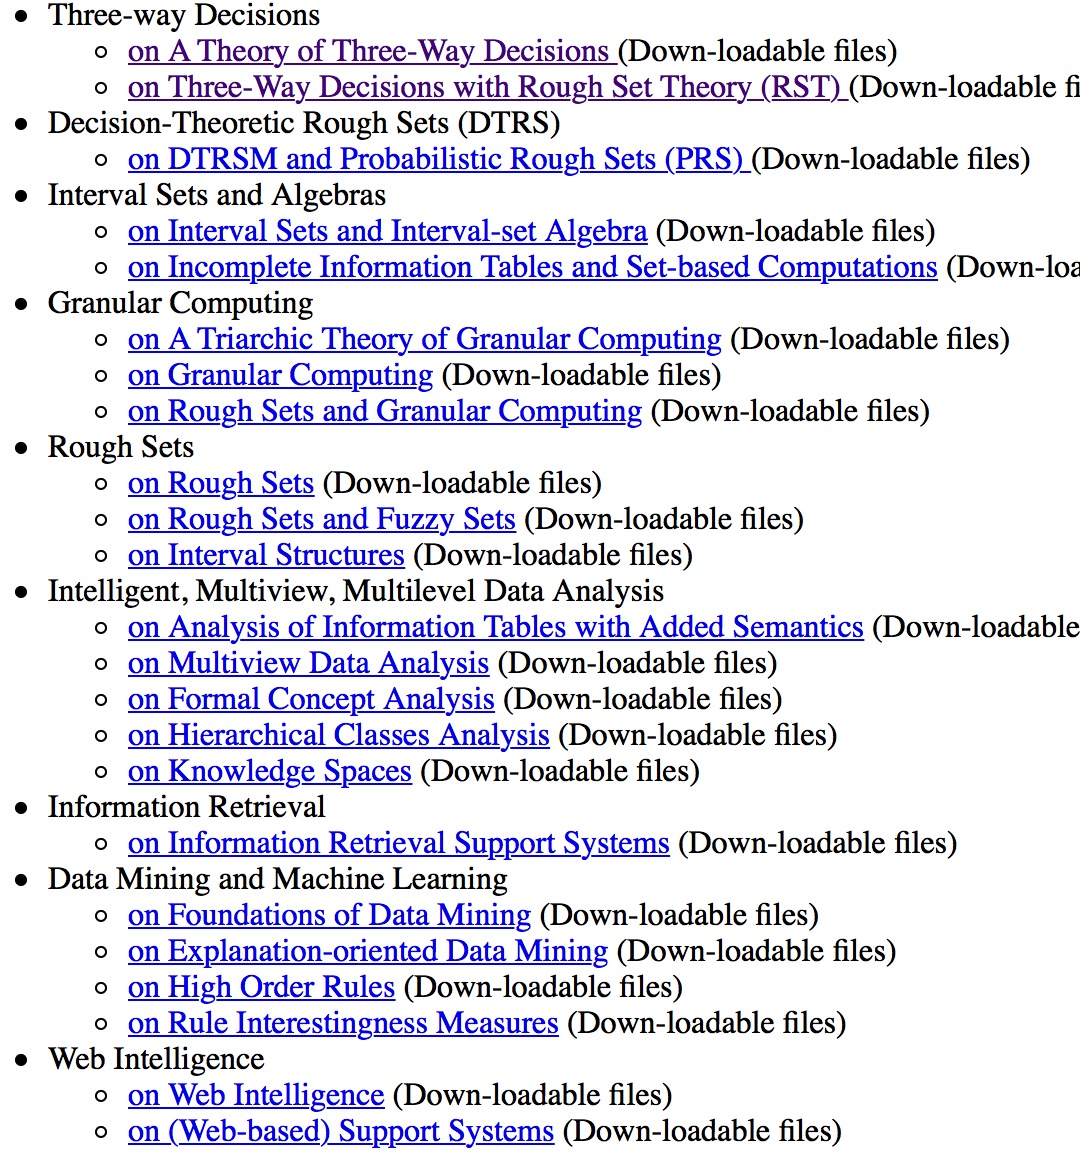 Three-way Decisions
on A Theory of Three-Way Decisions (Down-loadable files)
on Three-Way Decisions with Rough Set Theory (RST) (Down-loadable fi
Decision-Theoretic Rough Sets (DTRS)
on DTRSM and Probabilistic Rough Sets (PRS) (Down-loadable files)
Interval Sets and Algebras
on Interval Sets and Interval-set Algebra (Down-loadable files)
on Incomplete Information Tables and Set-based Computations (Down-loa
Granular Computing
on A Triarchic Theory of Granular Computing (Down-loadable files)
on Granular Computing (Down-loadable files)
on Rough Sets and Granular Computing (Down-loadable files)
Rough Sets
on Rough Sets (Down-loadable files)
on Rough Sets and Fuzzy Sets (Down-loadable files)
on Interval Structures (Down-loadable files)
Intelligent, Multiview, Multilevel Data Analysis
on Analysis of Information Tables with Added Semantics (Down-loadable
on Multiview Data Analysis (Down-loadable files)
on Formal Concept Analysis (Down-loadable files)
on Hierarchical Classes Analysis (Down-loadable files)
on Knowledge Spaces (Down-loadable files)
Information Retrieval
on Information Retrieval Support Systems (Down-loadable files)
Data Mining and Machine Learning
on Foundations of Data Mining (Down-loadable files)
on Explanation-oriented Data Mining (Down-loadable files)
on High Order Rules (Down-loadable files)
on Rule Interestingness Measures (Down-loadable files)
Web Intelligence
on Web Intelligence (Down-loadable files)
on (Web-based) Support Systems (Down-loadable files)